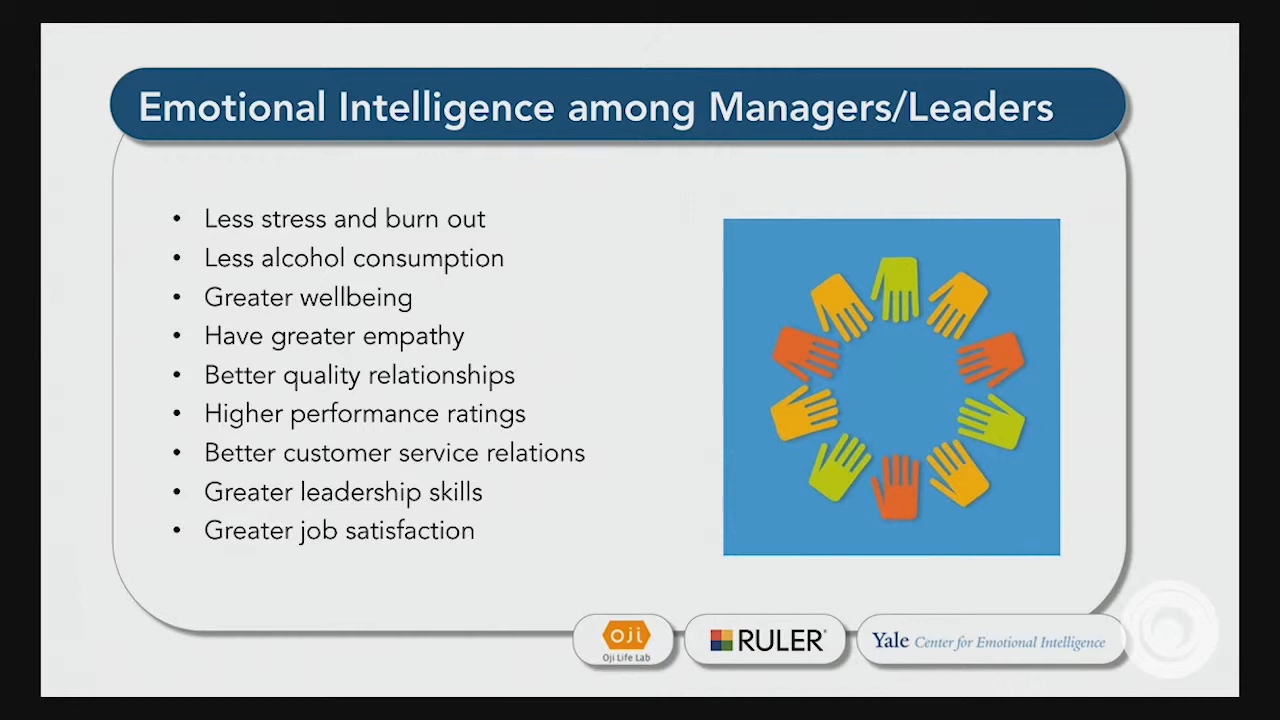 Emotional Intelligence among Managers/Leaders
• Less stress and burn out
• Less alcohol consumption
• Greater wellbeing
• Have greater empathy
• Better quality relationships
• Higher performance ratings
• Better customer service relations
• Greater leadership skills
• Greater job satisfaction
oji
Oji Life Lab
RULER®
Yale Center for Emotional Intelligence